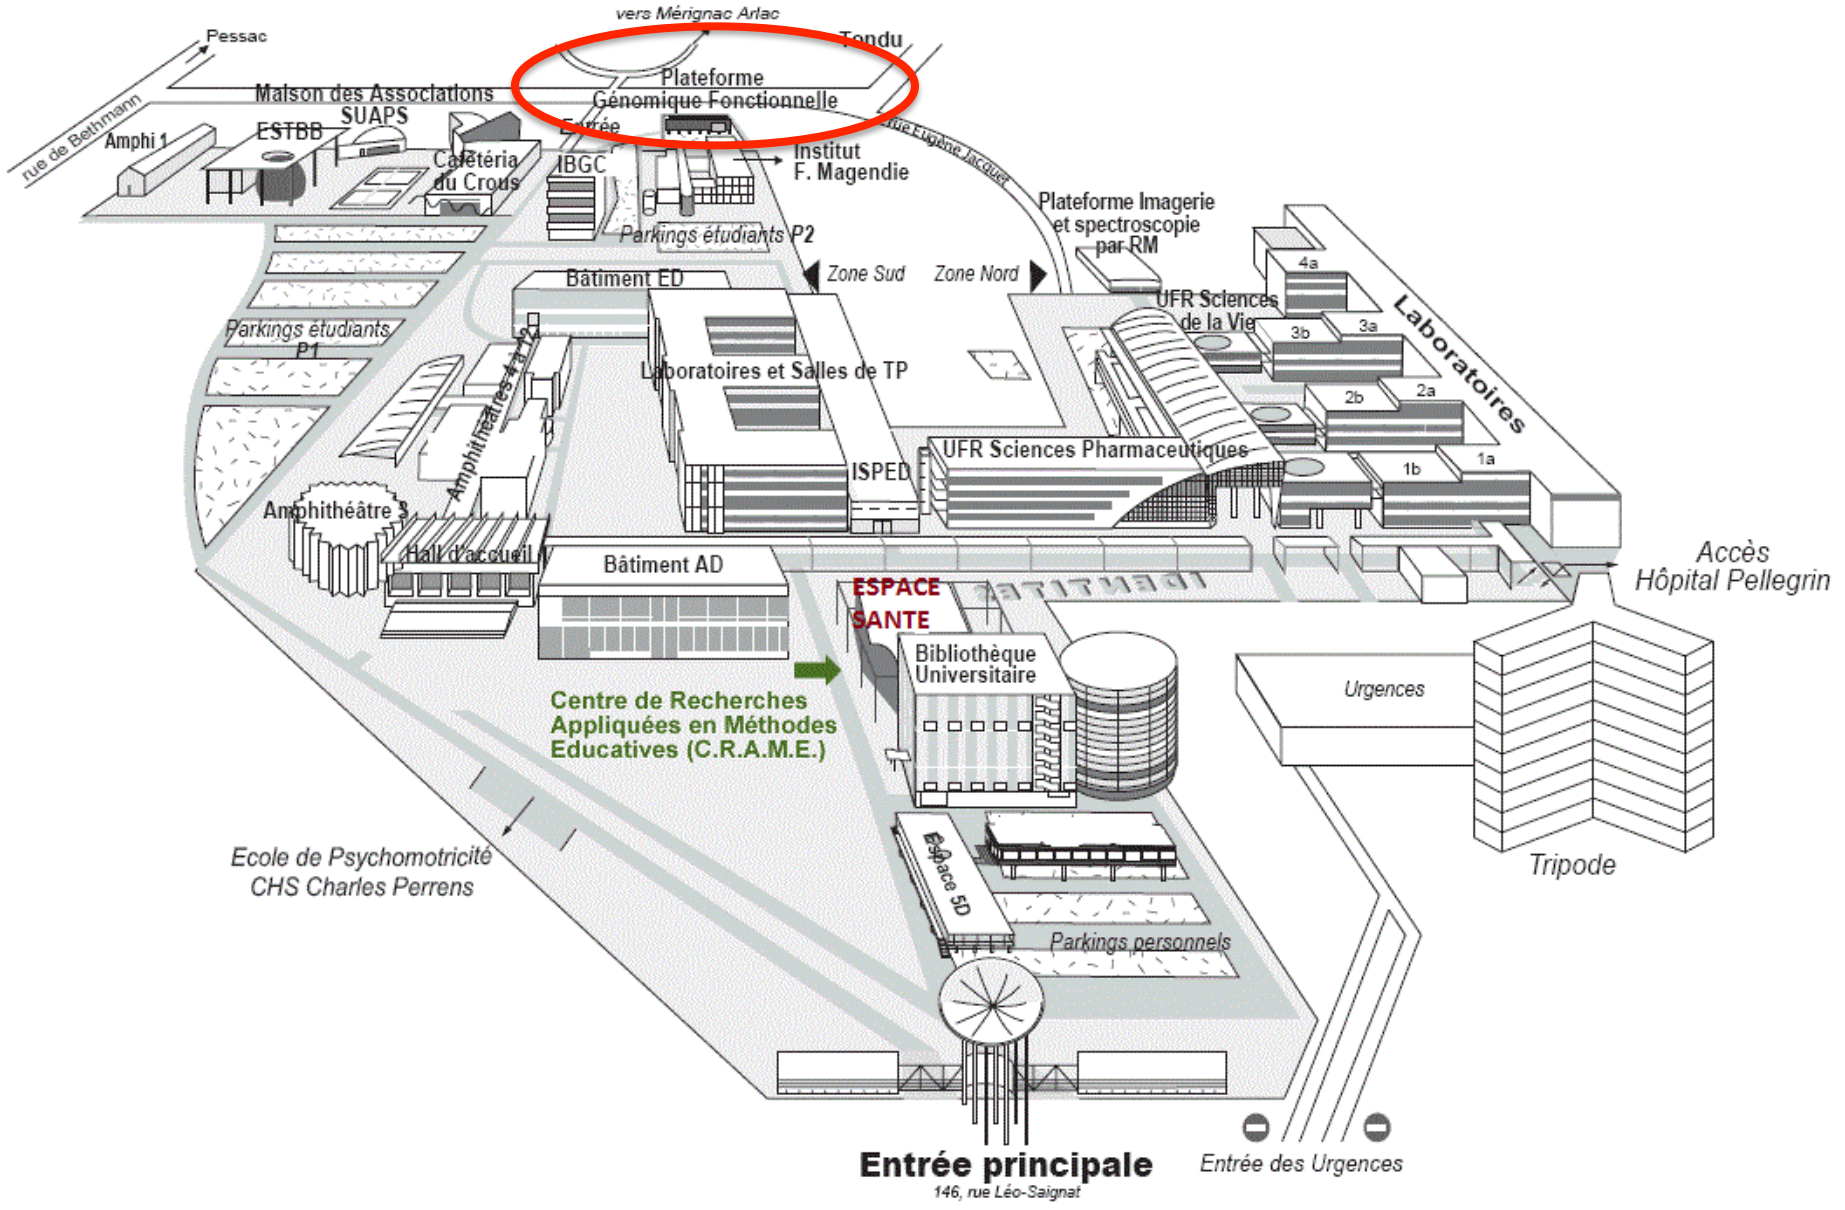 vers Mérignac Arlac
Pessac
Tondu
rue de Bethmann
Maison des Associations
SUAPS
Plateforme
Génomique Fonctionnelle
Entrée
Amphi 1
ESTBB
Cafétéria
du Crous
IBGC
Institut
F. Magendie
rue Eugène Jacquet
Parkings étudiants P2
Plateforme Imagerie
et spectroscopie
par RM
Zone Sud
Zone Nord
Bâtiment ED
UFR Sciences
de la Vie
4a
3b
3a
2b
2a
1b
1a
Laboratoires
Parkings étudiants
P1
Laboratoires et Salles de TP
Amphithéâtres 4 à 12
UFR Sciences Pharmaceutiques
ISPED
Amphithéâtre 3
Hall d'accueil
Bâtiment AD
ESPACE
SANTE
IDENTITES
Accès
Hôpital Pellegrin
Bibliothèque
Universitaire
Urgences
Centre de Recherches
Appliquées en Méthodes
Educatives (C.R.A.M.E.)
Ecole de Psychomotricité
CHS Charles Perrens
Tripode
Espace 5D
Parkings personnels
Entrée principale
146, rue Léo-Saignat
Entrée des Urgences